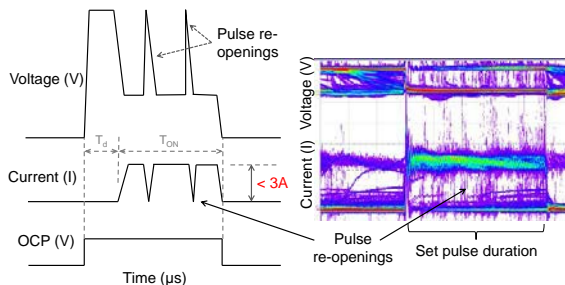 Pulse re-
openings
Voltage (V)
Td
TON
Current (I)
< 3A
OCP (V)
Time (µs)
Pulse
re-openings
Voltage (V)
Current (I)
Set pulse duration